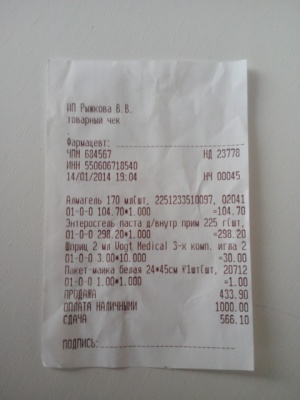 ИП Рыжкова В.В.
товарный чек
.
Фармацевт:
ЧПМ 684567 НД 23778
ИНН 550606718540
14/01/2014 19:04 НЧ 00045
Алмагель 170 мл(шт, 2251233510097, 02041
01-0-0 104.70*1.000 =104.70
Энтеросгель паста д/внутр прим 225 г(шт,
01-0-0 298.20*1.000 =298.20
Шприц 2 мл Vogt Medical 3-х комп. игла 2
01-0-0 3.00*10.000 =30.00
Пакет-майка белая 24*45см №1шт(шт, 20712
01-0-0 1.00*1.000 =1.00
ПРОДАЖА 433.90
ОПЛАТА НАЛИЧНЫМИ 1000.00
СДАЧА 566.10
ПОДПИСЬ: